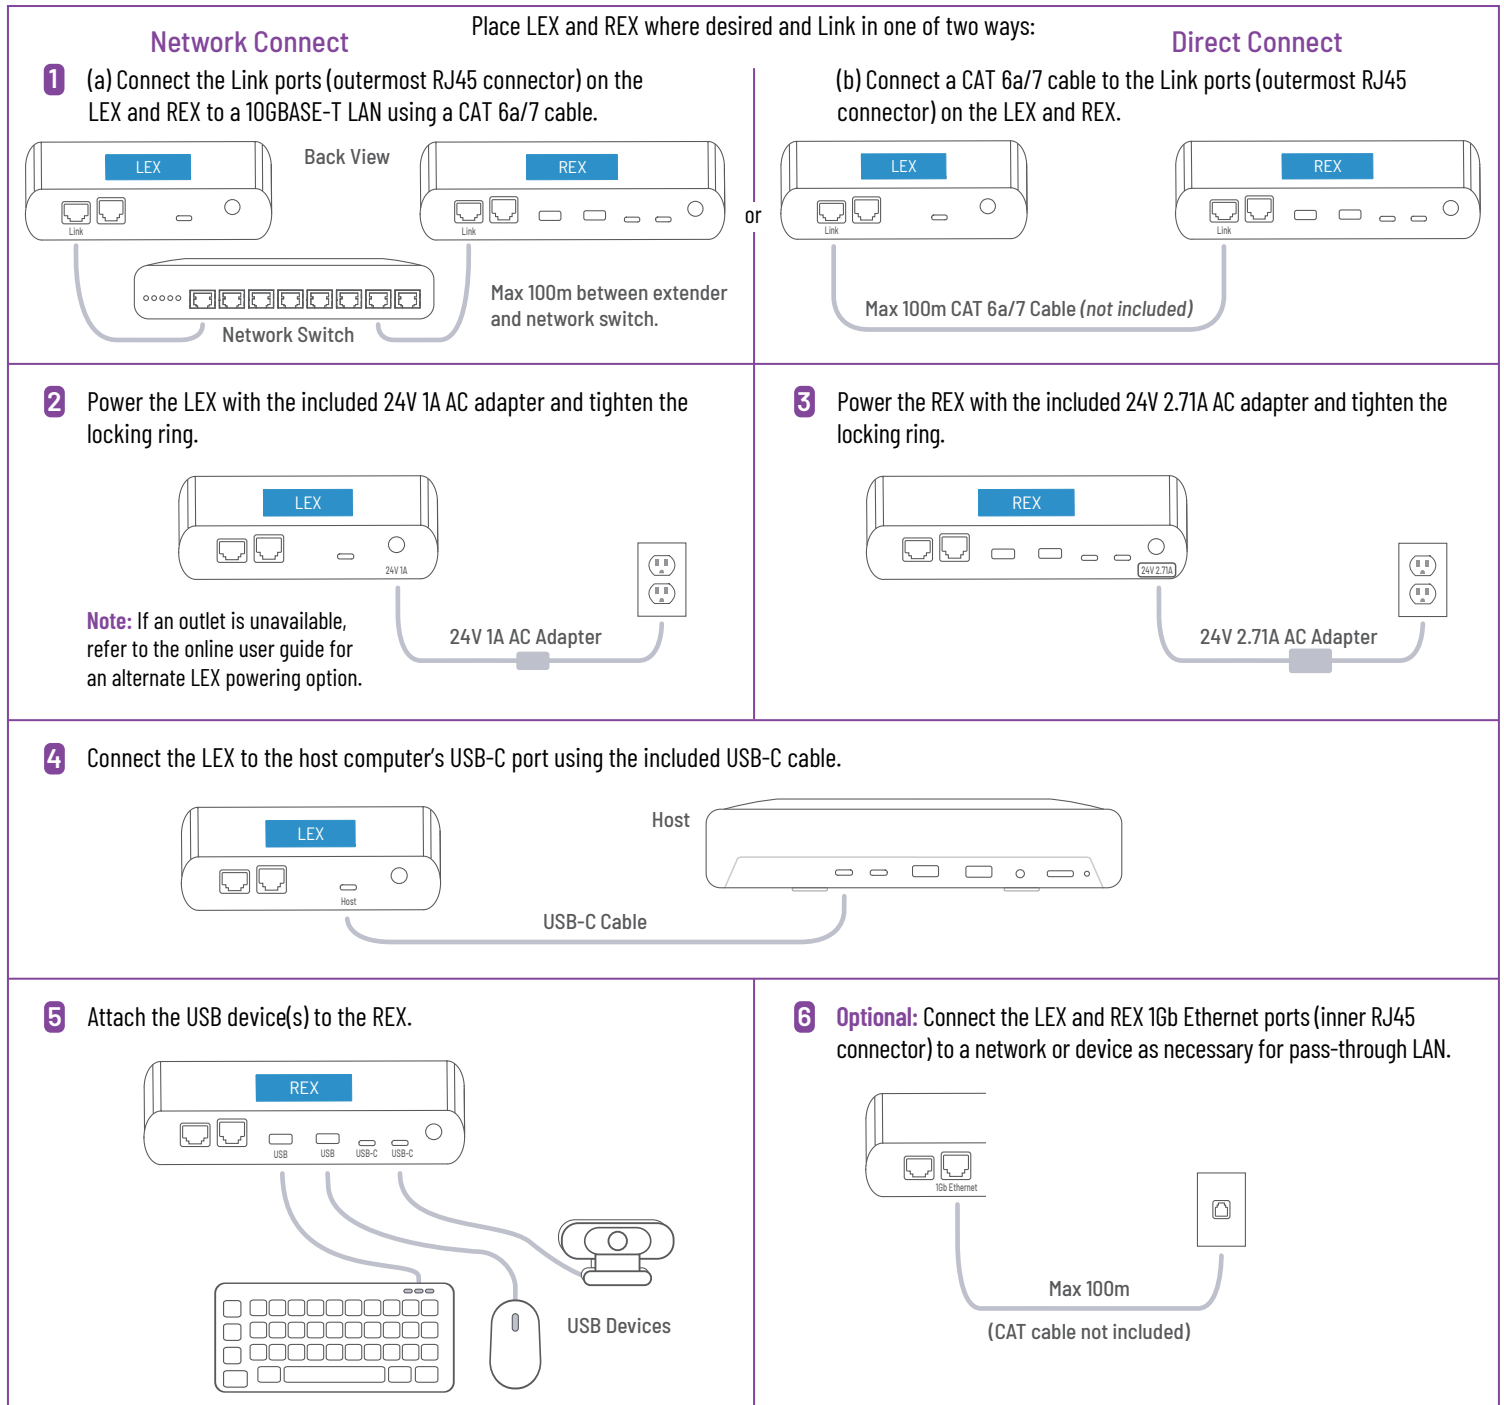 Place LEX and REX where desired and Link in one of two ways:
Network Connect
1
(a) Connect the Link ports (outermost RJ45 connector) on the
LEX and REX to a 10GBASE-T LAN using a CAT 6a/7 cable.
LEX
Back View
REX
Link
Link
Max 100m between extender
and network switch.
Network Switch
or
Direct Connect
(b) Connect a CAT 6a/7 cable to the Link ports (outermost RJ45
connector) on the LEX and REX.
LEX
REX
Link
Link
Max 100m CAT 6a/7 Cable (not included)
2
Power the LEX with the included 24V 1A AC adapter and tighten the
locking ring.
LEX
24V 1A
Note: If an outlet is unavailable,
refer to the online user guide for
an alternate LEX powering option.
24V 1A AC Adapter
3
Power the REX with the included 24V 2.71A AC adapter and tighten the
locking ring.
REX
24V 2.71A
24V 2.71A AC Adapter
4
Connect the LEX to the host computer's USB-C port using the included USB-C cable.
LEX
Host
Host
USB-C Cable
5
Attach the USB device(s) to the REX.
REX
USB
USB
USB-C
USB-C
USB Devices
6
Optional: Connect the LEX and REX 1Gb Ethernet ports (inner RJ45
connector) to a network or device as necessary for pass-through LAN.
1Gb Ethernet
Max 100m
(CAT cable not included)